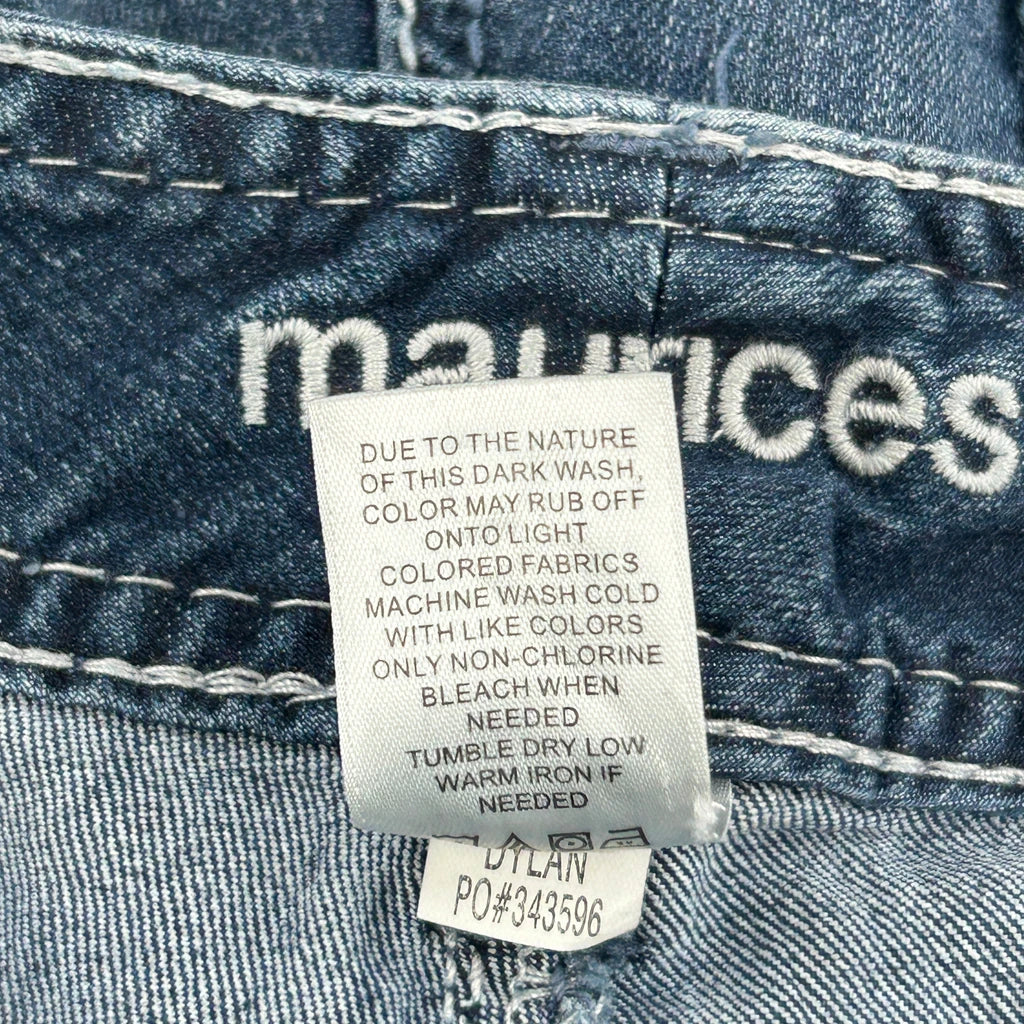 maurices
DUE TO THE NATURE
OF THIS DARK WASH,
COLOR MAY RUB OFF
ONTO LIGHT
COLORED FABRICS
MACHINE WASH COLD
WITH LIKE COLORS
ONLY NON-CHLORINE
BLEACH WHEN
NEEDED
TUMBLE DRY LOW
WARM IRON IF
NEEDED
DYLAN
PO#343596